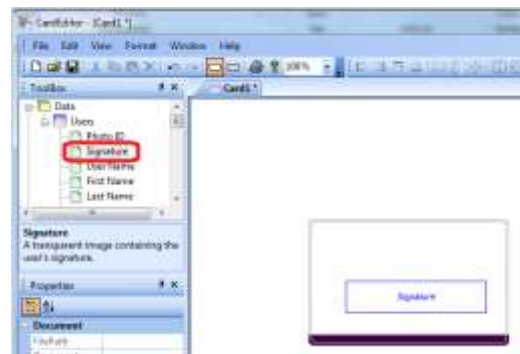 CardEditor - [Card1 *]
File Edit View Format Window Help
100%
Toolbox
Card1 *
Data
Users
Photo ID
Signature
User Name
First Name
Last Name
Signature
A transparent image containing the
user's signature.
Signature
Properties
Document